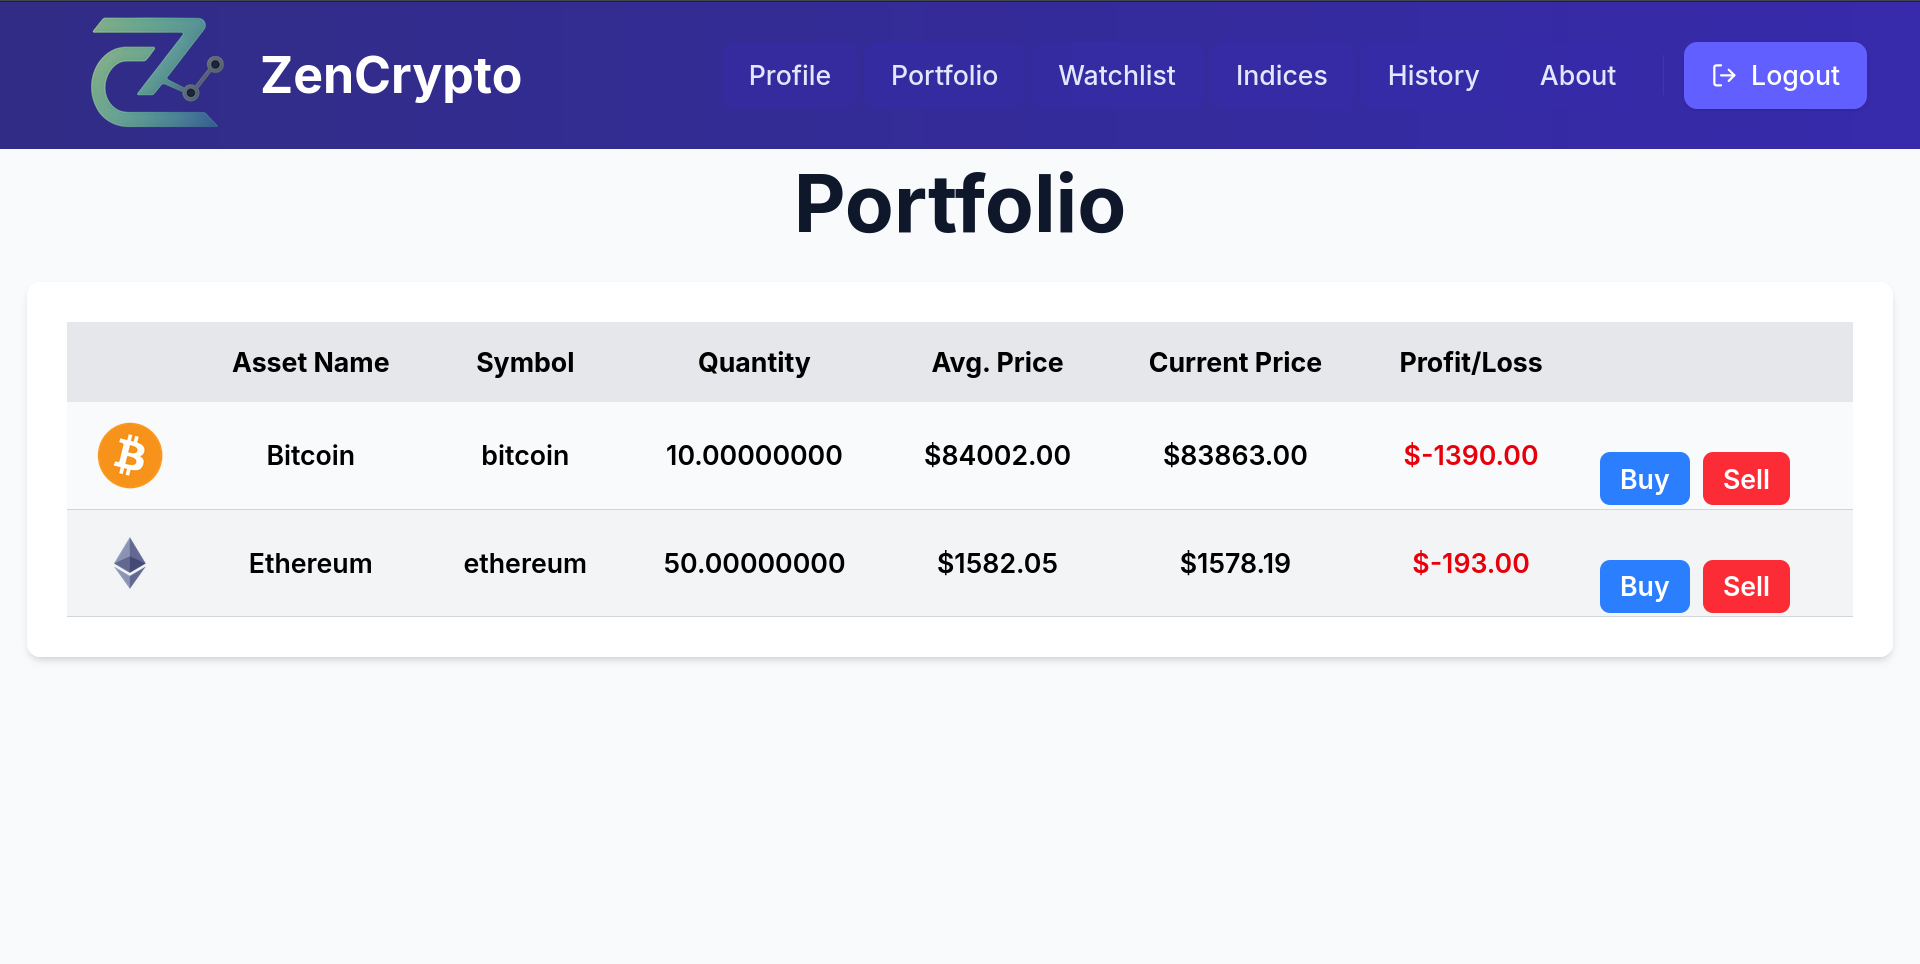 ZenCrypto Profile Portfolio Watchlist Indices History About Logout
Portfolio
Asset Name Symbol Quantity Avg. Price Current Price Profit/Loss
Bitcoin bitcoin 10.00000000 $84002.00 $83863.00 $-1390.00 Buy Sell
Ethereum ethereum 50.00000000 $1582.05 $1578.19 $-193.00 Buy Sell